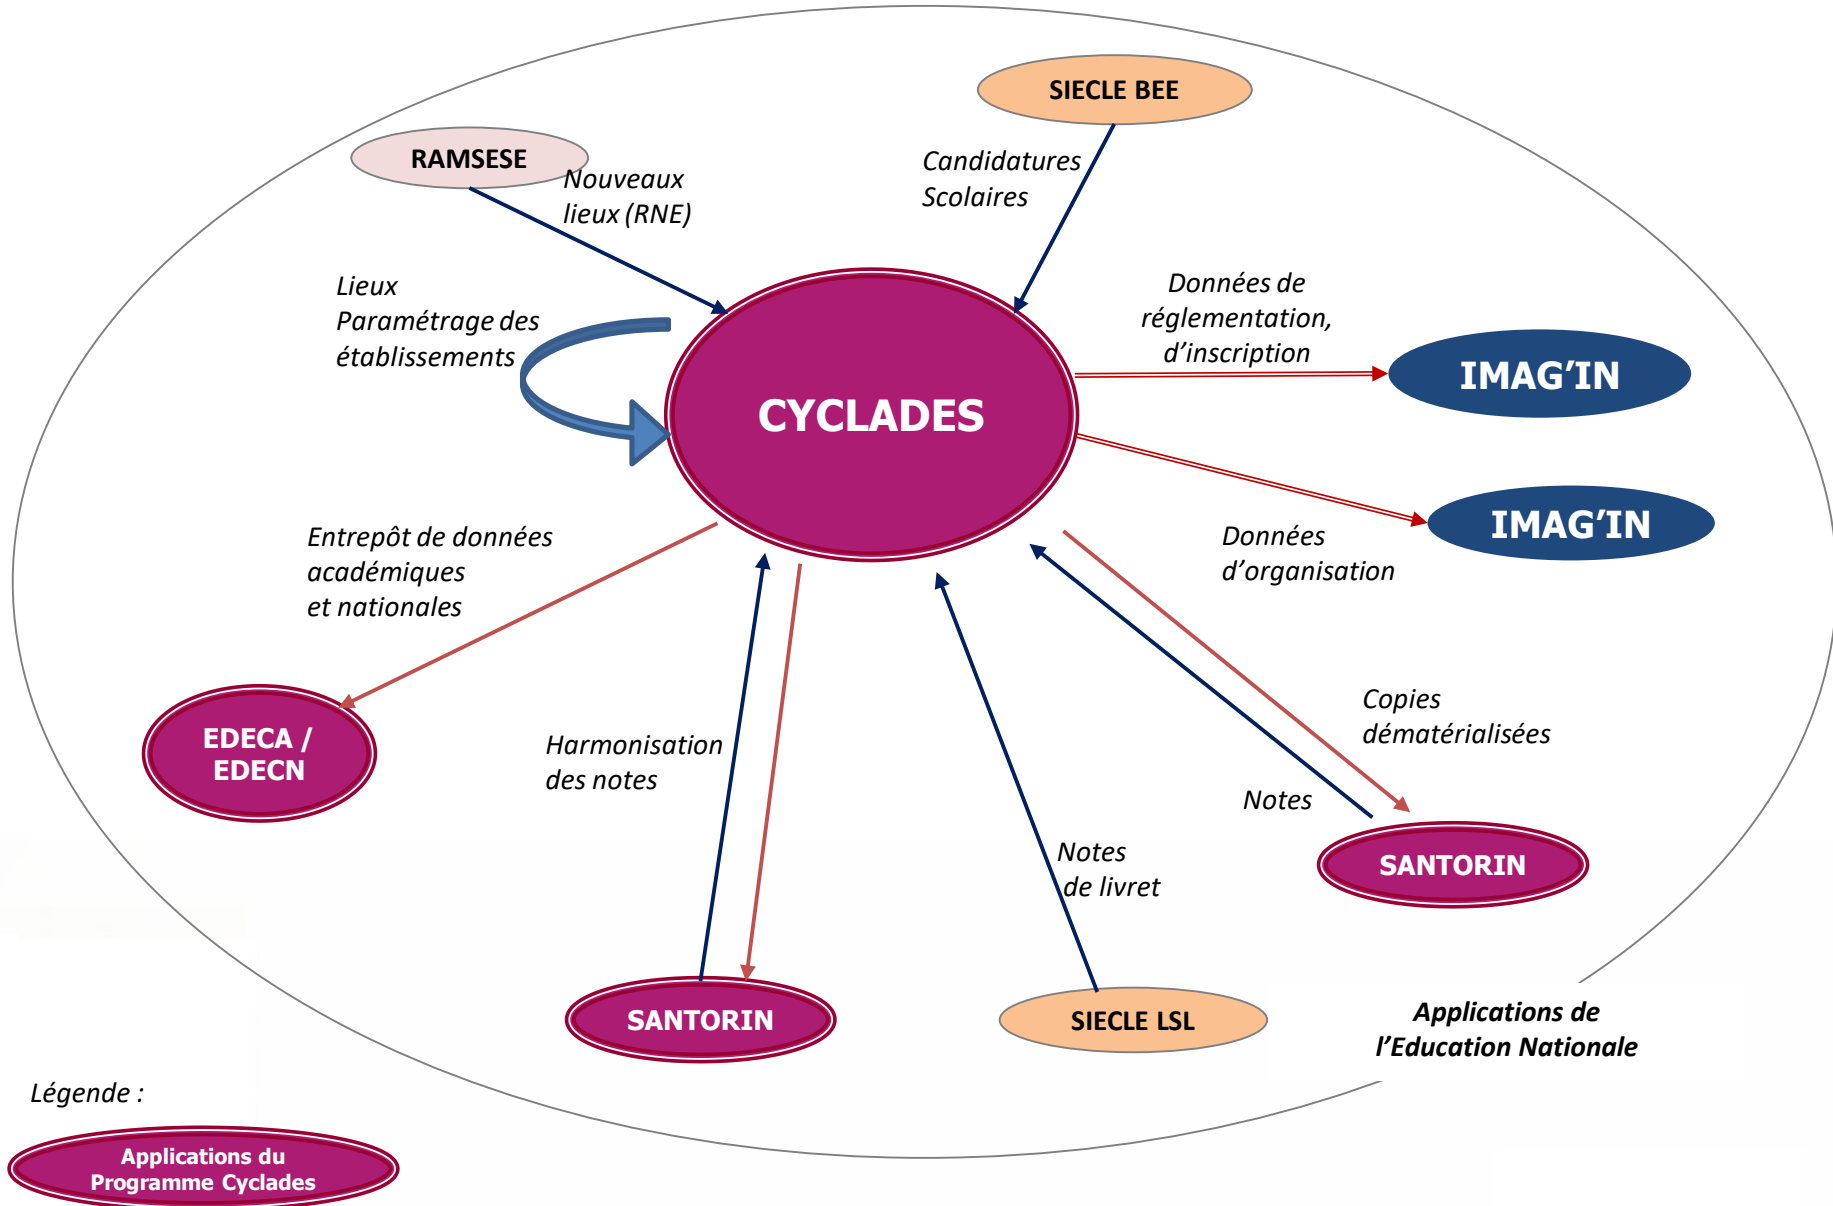 SIECLE BEE
RAMSESE
Candidatures
Scolaires
Nouveaux
lieux (RNE)
Lieux
Paramétrage des
établissements
Données de
réglementation,
d’inscription
IMAG’IN
CYCLADES
IMAG’IN
Entrepôt de données
académiques
et nationales
Données
d’organisation
EDECA /
EDECN
Harmonisation
des notes
Copies
dématérialisées
Notes
Notes
de livret
SANTORIN
SANTORIN
SIECLE LSL
Applications de
l’Education Nationale
Légende :
Applications du
Programme Cyclades